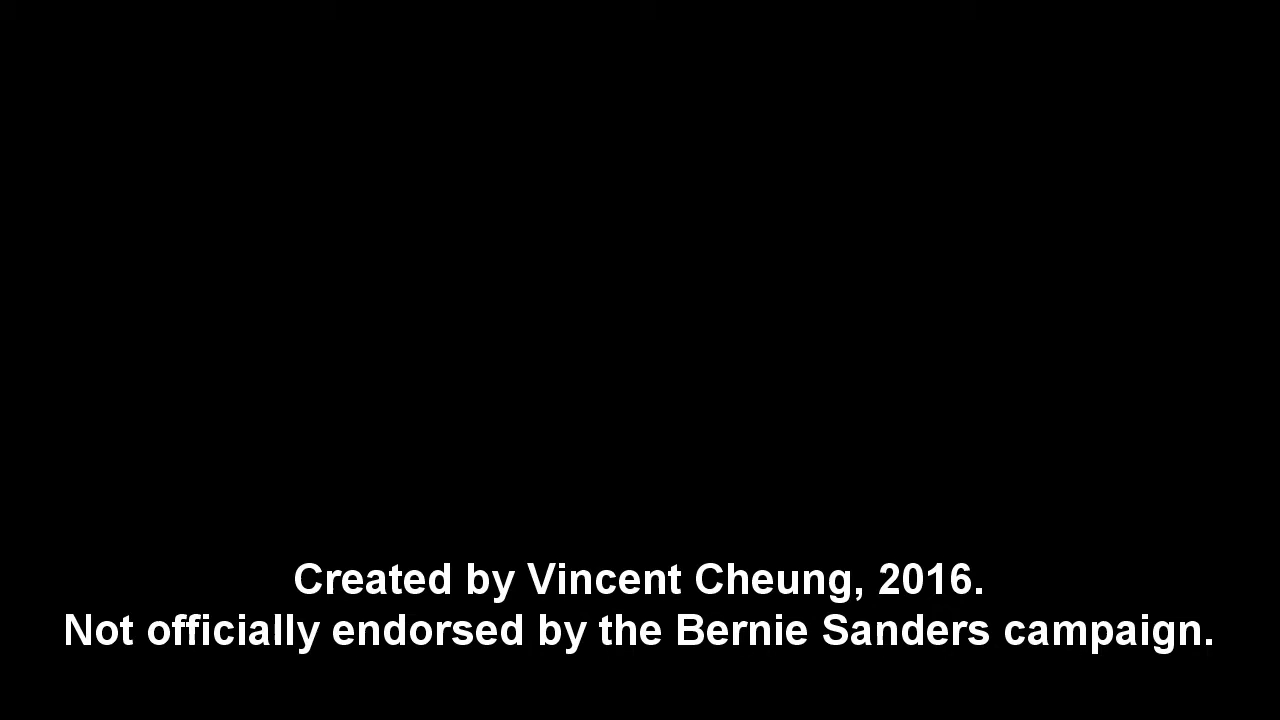 Created by Vincent Cheung, 2016.
Not officially endorsed by the Bernie Sanders campaign.